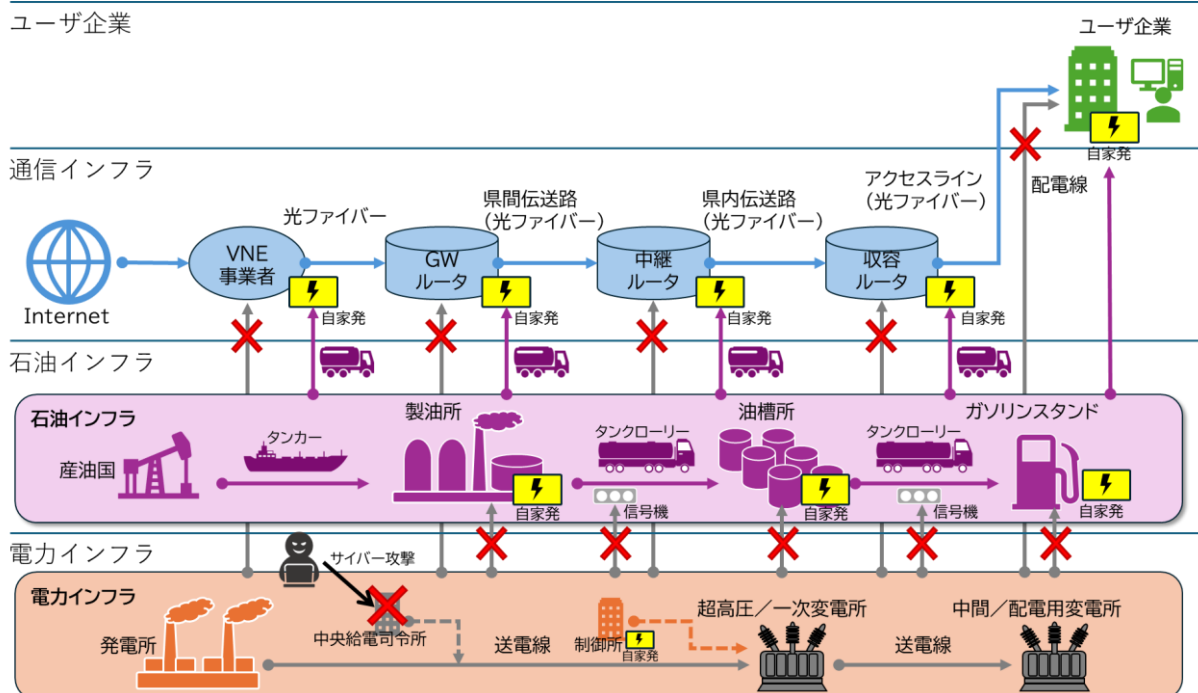 ユーザ企業
ユーザ企業
自家発
通信インフラ
配電線
アクセスライン
(光ファイバー)
県内伝送路
(光ファイバー)
県間伝送路
(光ファイバー)
光ファイバー
VNE
事業者
GW
ルータ
中継
ルータ
収容
ルータ
Internet
自家発
自家発
自家発
自家発
石油インフラ
石油インフラ
製油所
油槽所
ガソリンスタンド
タンカー
タンクローリー
タンクローリー
産油国
自家発
信号機
自家発
信号機
自家発
電力インフラ
サイバー攻撃
電力インフラ
超高圧/一次変電所
中間/配電用変電所
発電所
中央給電司令所
送電線
制御所
自家発
送電線